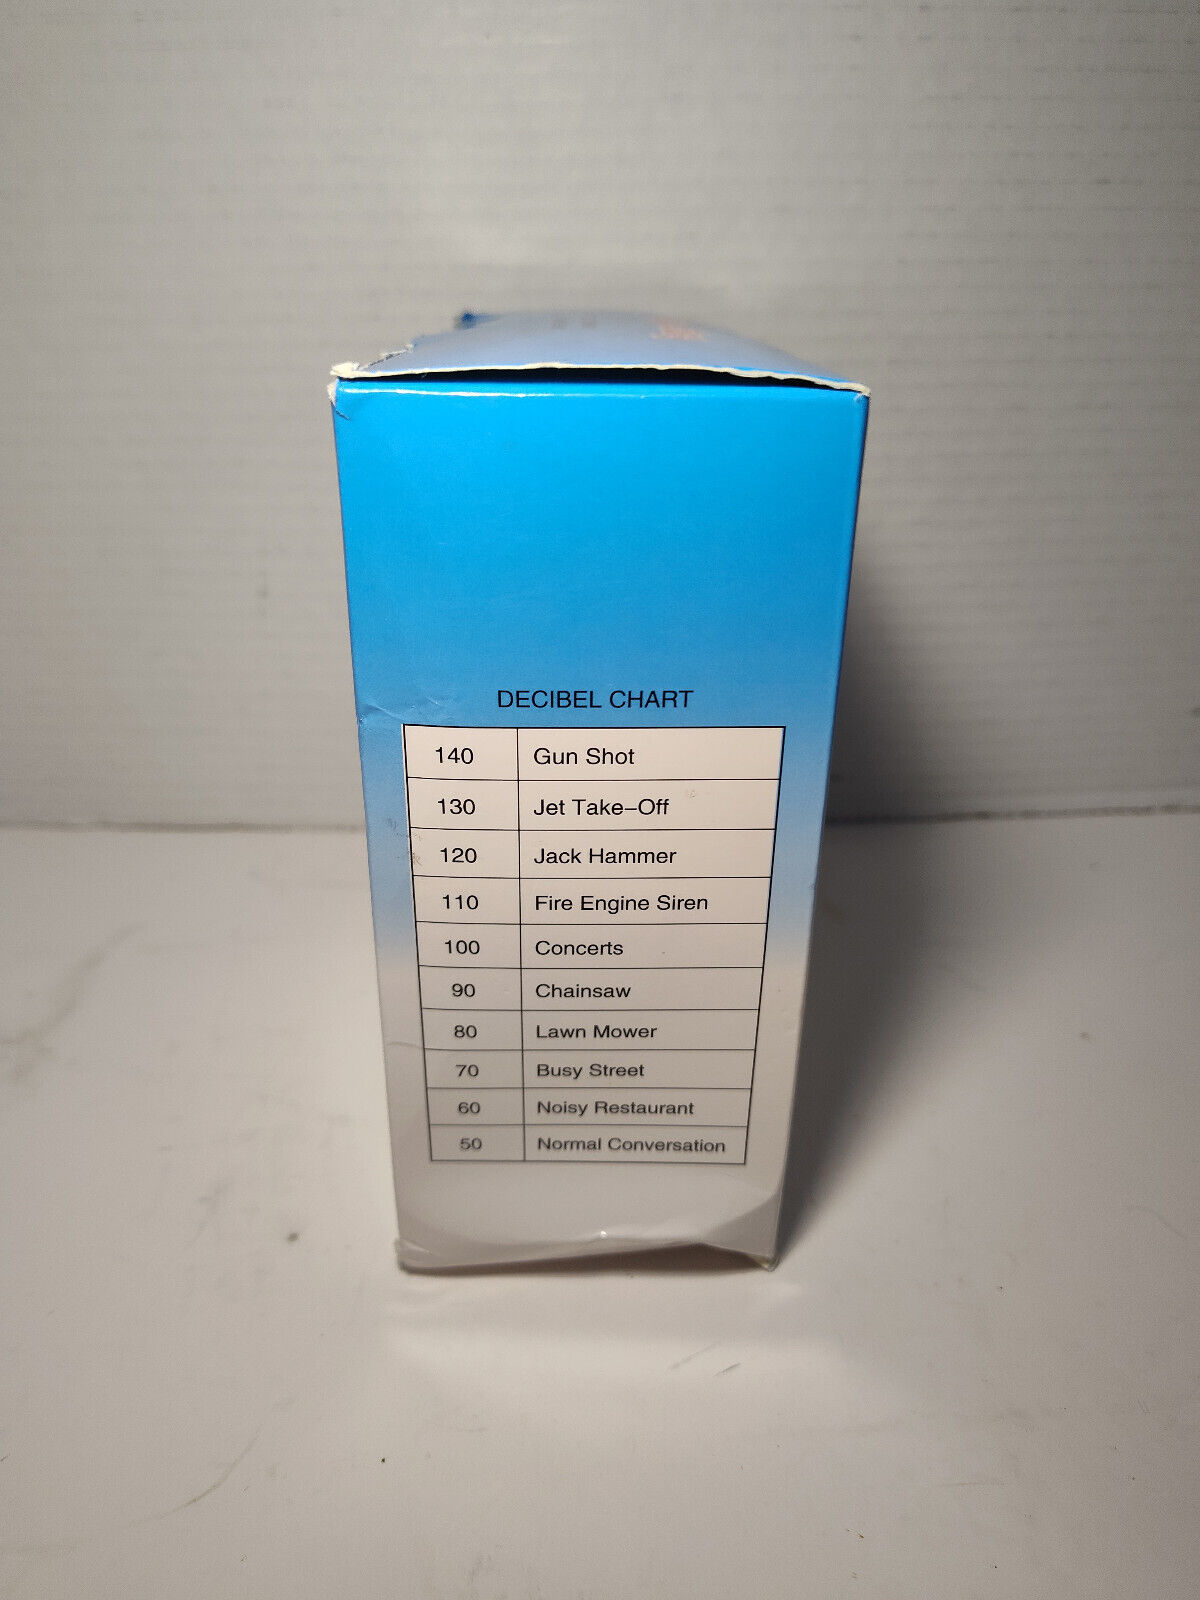 DECIBEL CHART
140 Gun Shot
130 Jet Take–Off
120 Jack Hammer
110 Fire Engine Siren
100 Concerts
90 Chainsaw
80 Lawn Mower
70 Busy Street
60 Noisy Restaurant
50 Normal Conversation